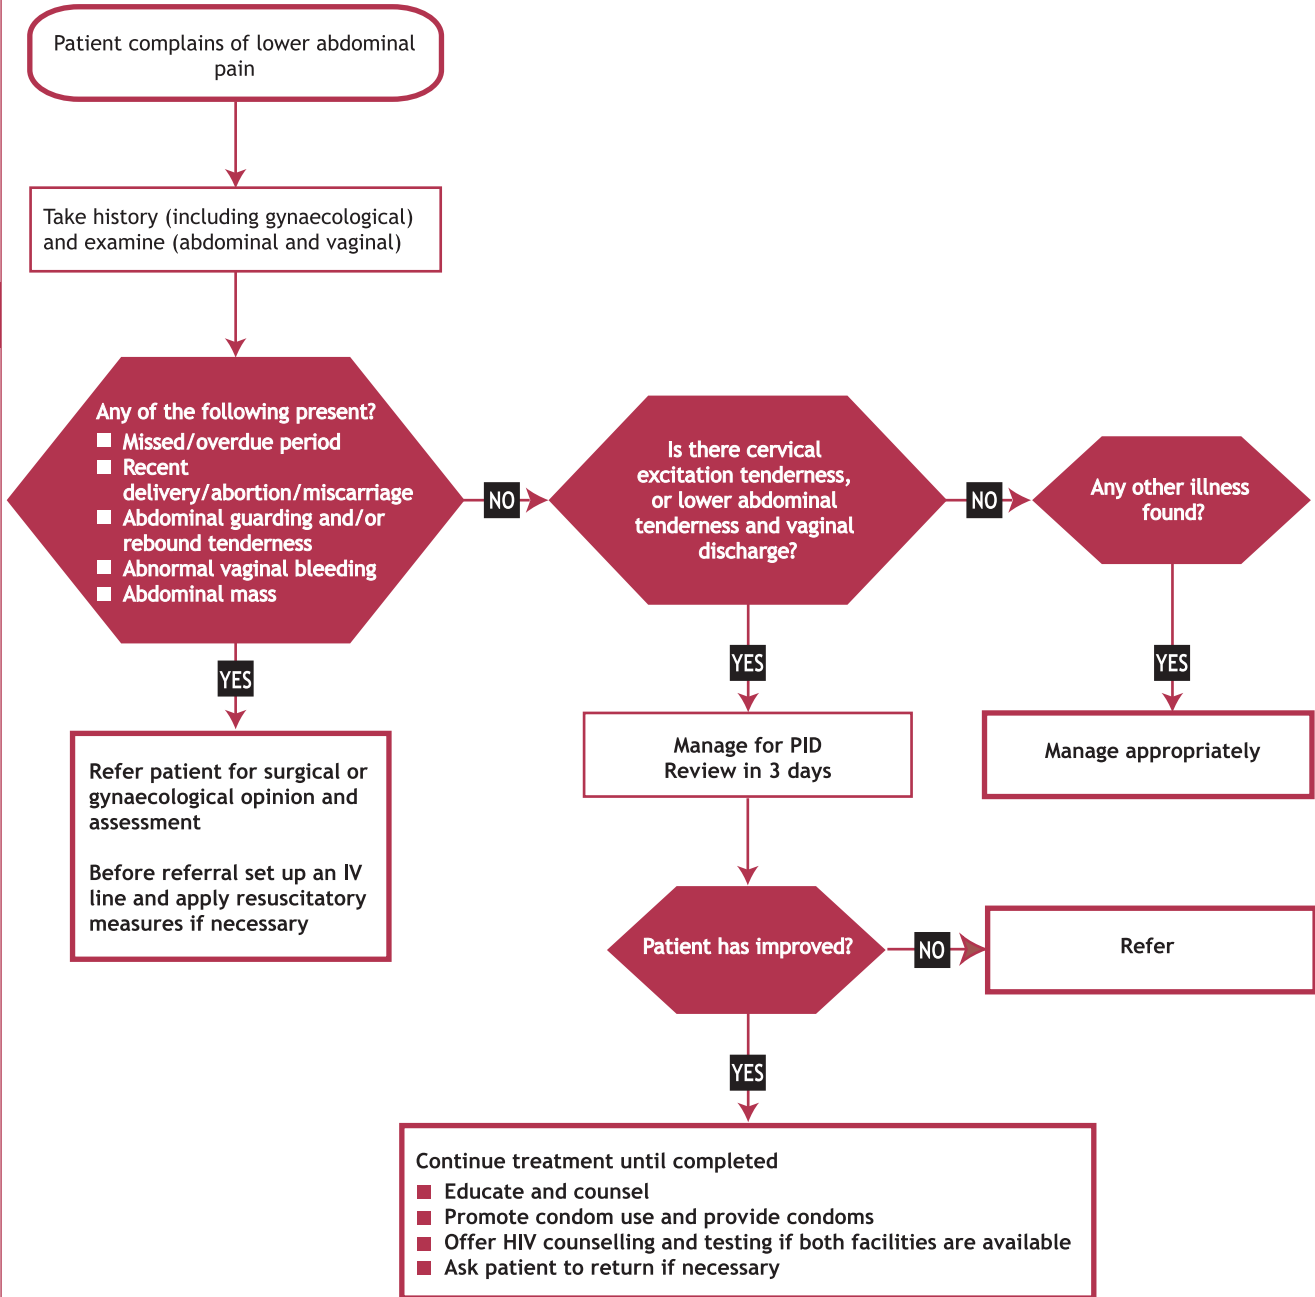 Patient complains of lower abdominal
pain
Take history (including gynaecological)
and examine (abdominal and vaginal)
Any of the following present?
Missed/overdue period
Recent
delivery/abortion/miscarriage
Abdominal guarding and/or
rebound tenderness
Abnormal vaginal bleeding
Abdominal mass
NO
Is there cervical
excitation tenderness,
or lower abdominal
tenderness and vaginal
discharge?
NO
Any other illness
found?
YES
YES
YES
Refer patient for surgical or
gynaecological opinion and
assessment
Before referral set up an IV
line and apply resuscitatory
measures if necessary
Manage for PID
Review in 3 days
Manage appropriately
Patient has improved?
NO
Refer
YES
Continue treatment until completed
Educate and counsel
Promote condom use and provide condoms
Offer HIV counselling and testing if both facilities are available
Ask patient to return if necessary